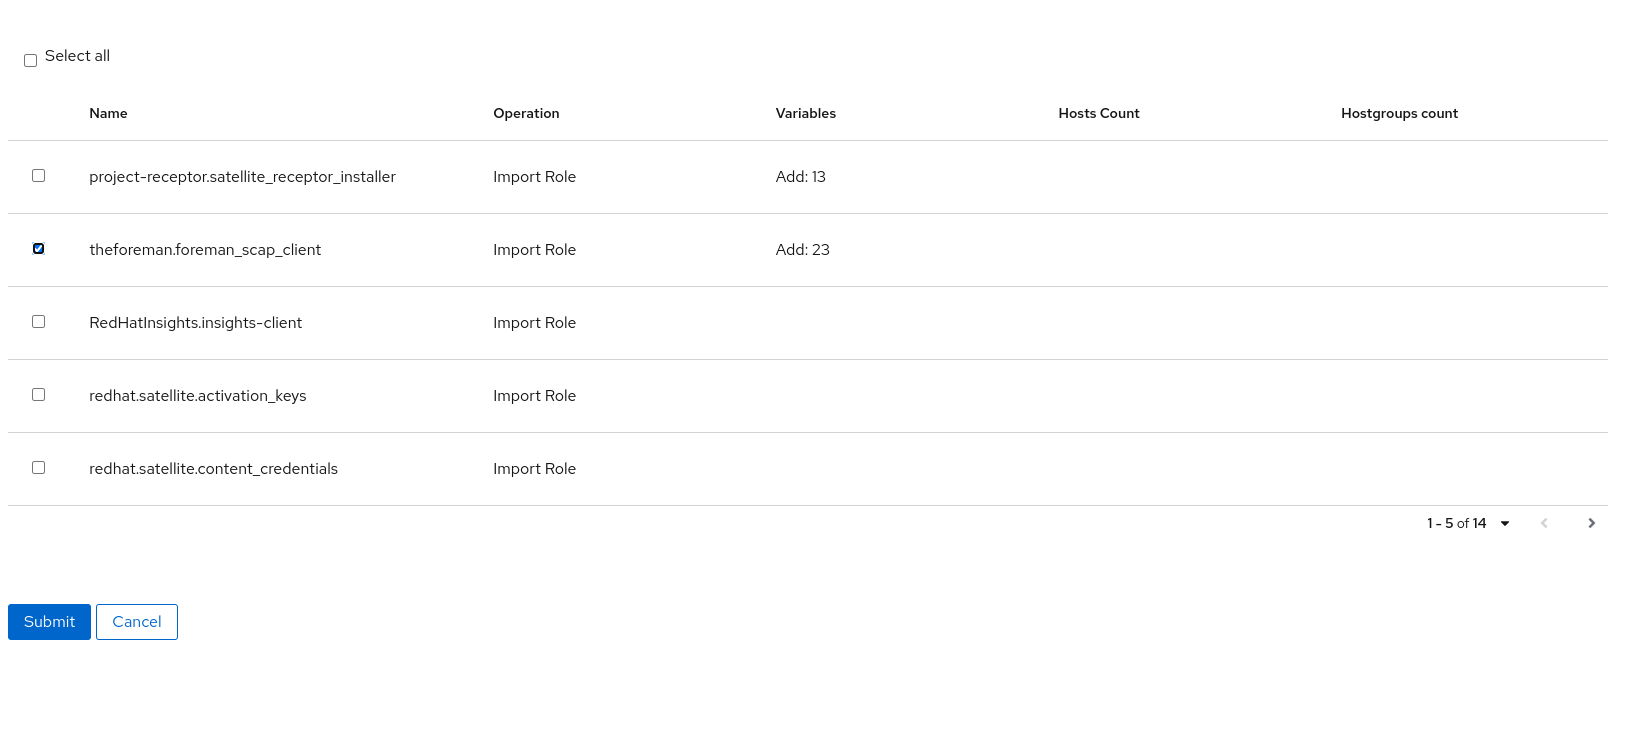 Select all
Name Operation Variables Hosts Count Hostgroups count
project-receptor.satellite_receptor_installer Import Role Add: 13
theforeman.foreman_scap_client Import Role Add: 23
RedHatInsights.insights-client Import Role
redhat.satellite.activation_keys Import Role
redhat.satellite.content_credentials Import Role
1 - 5 of 14
Submit Cancel